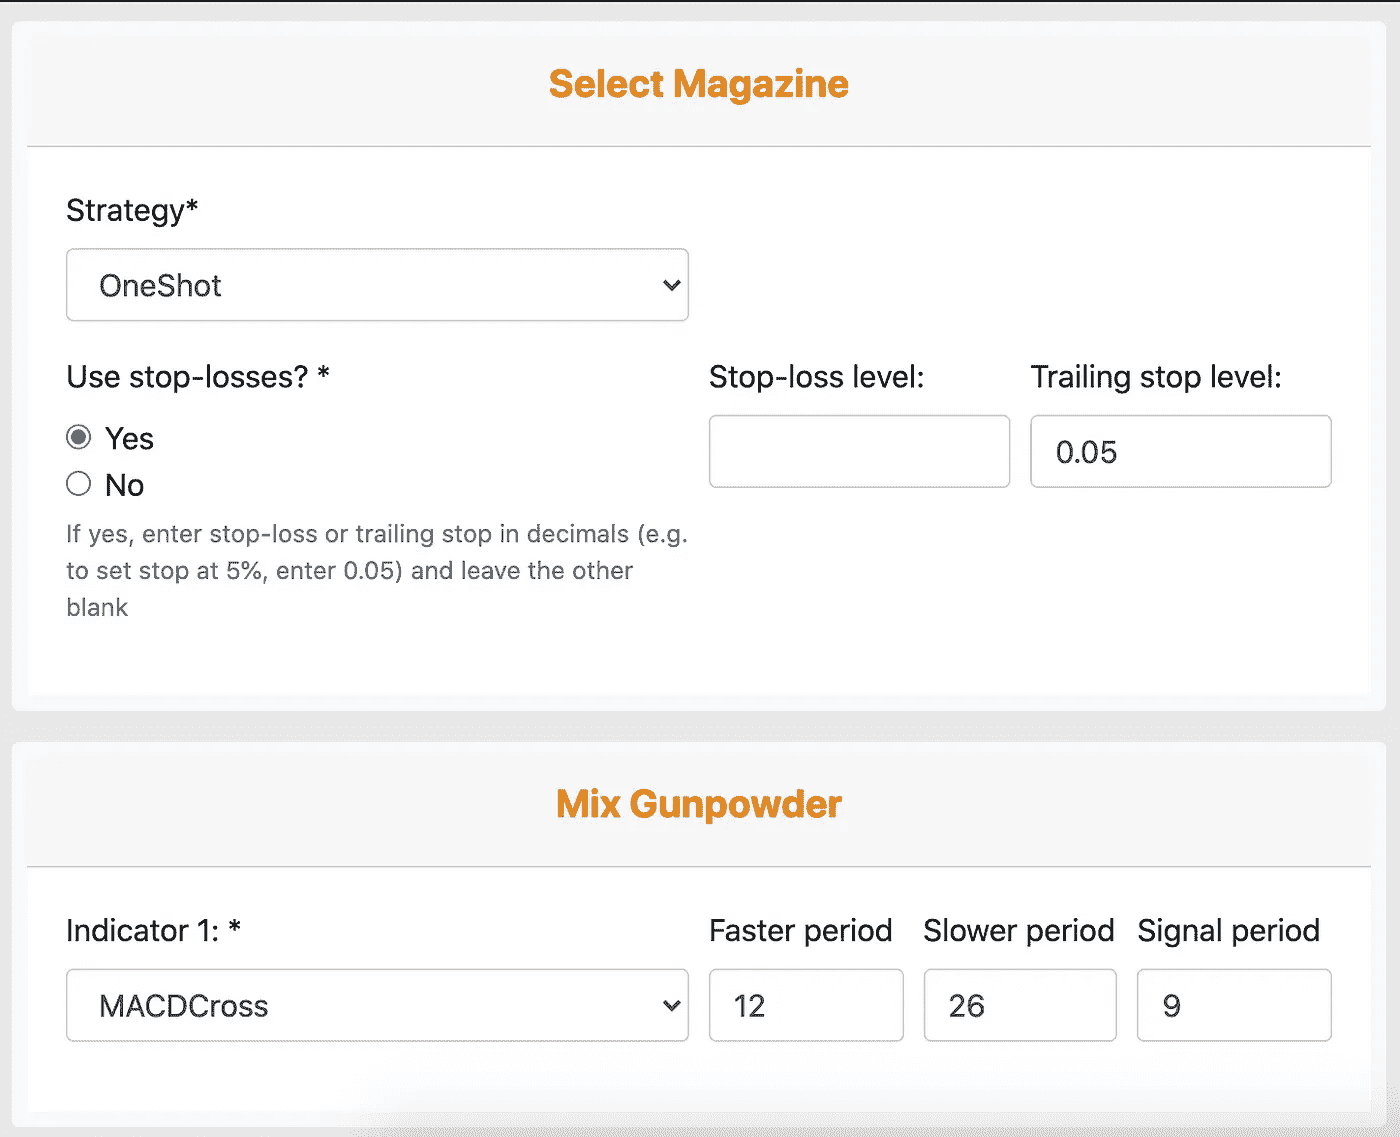 Select Magazine
Strategy*
OneShot
Use stop-losses? *
Stop-loss level:
Trailing stop level:
Yes
0.05
No
If yes, enter stop-loss or trailing stop in decimals (e.g.
to set stop at 5%, enter 0.05) and leave the other
blank
Mix Gunpowder
Indicator 1: *
Faster period
Slower period
Signal period
MACDCross
12
26
9